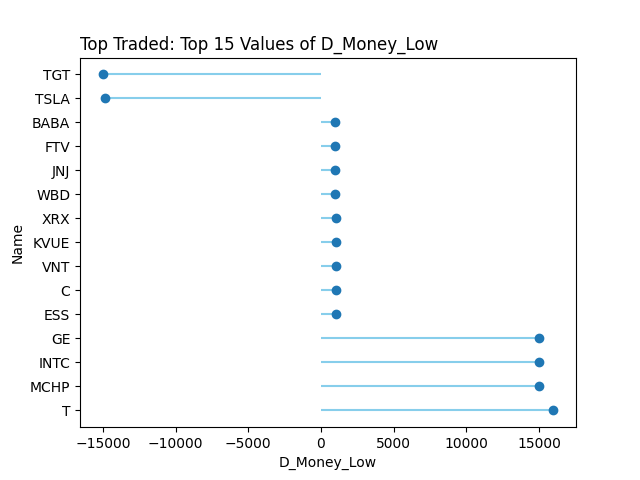 Top Traded: Top 15 Values of D_Money_Low
TGT
TSLA
BABA
FTV
JNJ
WBD
XRX
KVUE
VNT
C
ESS
GE
INTC
MCHP
T
Name
−15000 −10000 −5000 0 5000 10000 15000
D_Money_Low